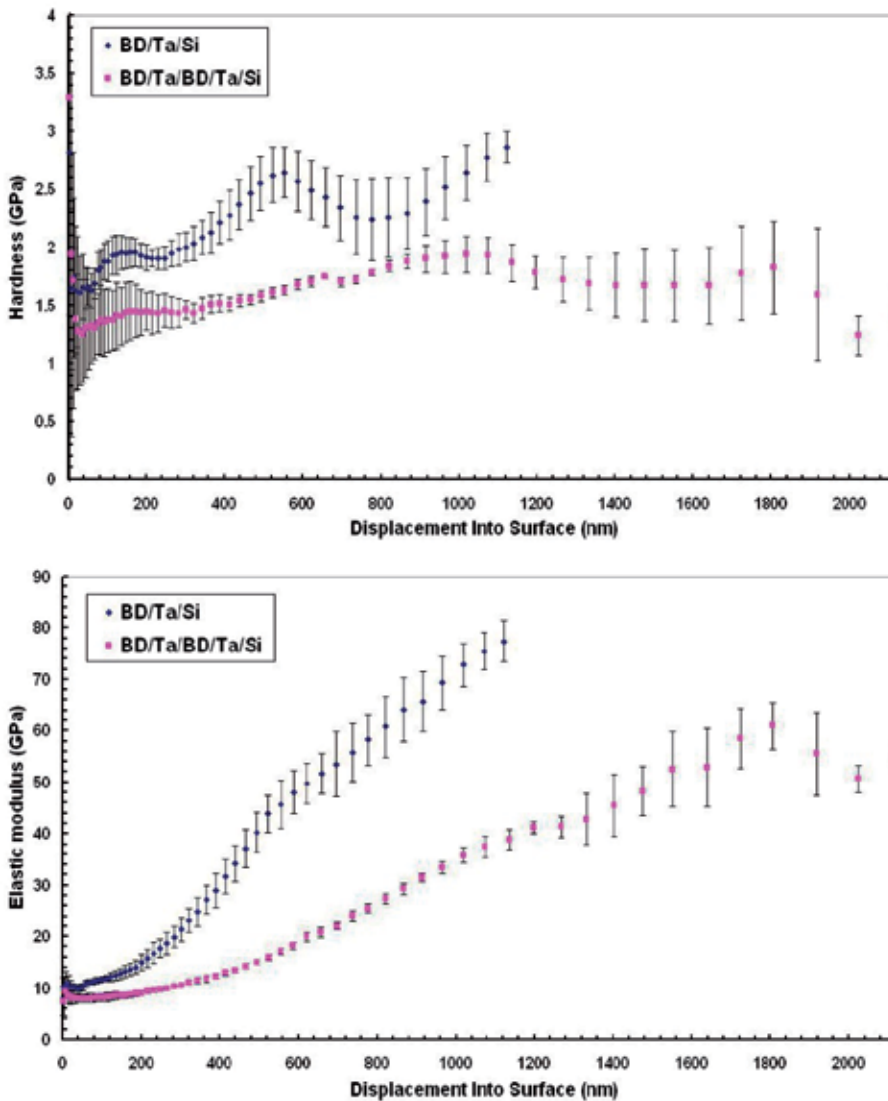 4
3.5
3
2.5
2
1.5
1
0.5
0
Hardness (GPa)
BD/Ta/Si
BD/Ta/BD/Ta/Si
0 200 400 600 800 1000 1200 1400 1600 1800 2000
Displacement Into Surface (nm)
90
80
70
60
50
40
30
20
10
0
Elastic modulus (GPa)
BD/Ta/Si
BD/Ta/BD/Ta/Si
0 200 400 600 800 1000 1200 1400 1600 1800 2000
Displacement Into Surface (nm)